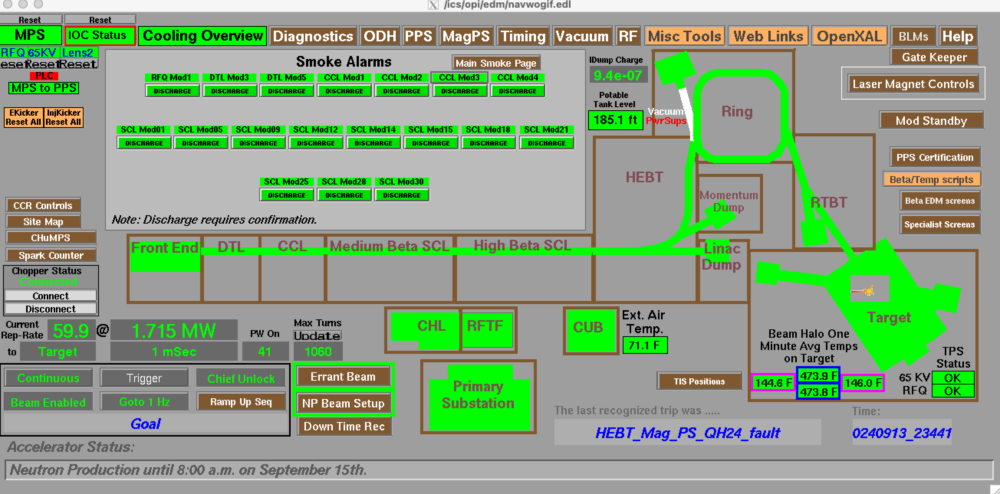 /ics/opi/edm/navwogif.edl
Reset Reset
MPS IOC Status Cooling Overview Diagnostics ODH PPS MagPS Timing Vacuum RF Misc Tools Web Links OpenXAL BLMs Help
RFQ 65KV Lens2
eset Reset Reset
PLC
MPS to PPS
EKicker InjKicker
Reset All Reset All
Smoke Alarms Main Smoke Page
RFQ Mod1 DTL Mod3 DTL Mod5 CCL Mod1 CCL Mod2 CCL Mod3 CCL Mod4
DISCHARGE DISCHARGE DISCHARGE DISCHARGE DISCHARGE DISCHARGE DISCHARGE
SCL Mod01 SCL Mod05 SCL Mod09 SCL Mod12 SCL Mod14 SCL Mod15 SCL Mod18 SCL Mod21
DISCHARGE DISCHARGE DISCHARGE DISCHARGE DISCHARGE DISCHARGE DISCHARGE DISCHARGE
SCL Mod25 SCL Mod28 SCL Mod30
DISCHARGE DISCHARGE DISCHARGE
Note: Discharge requires confirmation.
IDump Charge
9.4e-07
Potable
Tank Level
185.1 ft
Vacuum
PwrSups
Ring
HEBT
Momentum
Dump
RTBT
Gate Keeper
Laser Magnet Controls
Mod Standby
PPS Certification
Beta/Temp scripts
Beta EDM screens
Specialist Screens
CCR Controls
Site Map
CHuMPS
Spark Counter
Front End DTL CCL Medium Beta SCL High Beta SCL
Linac
Dump
Chopper Status
Connected
Connect
Disconnect
Current
Rep-Rate 59.9 @ 1.715 MW
to Target 1 mSec
PW On
41
Max Turns
Update
1060
CHL RFTF CUB
Ext. Air
Temp.
71.1 F
Target
Beam Halo One
Minute Avg Temps
on Target
144.6 F 473.9 F 146.0 F
473.8 F
TPS
Status
65 KV OK
RFQ OK
Continuous Trigger Chief Unlock
Beam Enabled Goto 1 Hz Ramp Up Seq
Goal
Errant Beam
NP Beam Setup
Down Time Rec
Primary
Substation
TIS Positions
The last recognized trip was .....
HEBT_Mag_PS_QH24_fault
Time:
0240913_23441
Accelerator Status:
Neutron Production until 8:00 a.m. on September 15th.